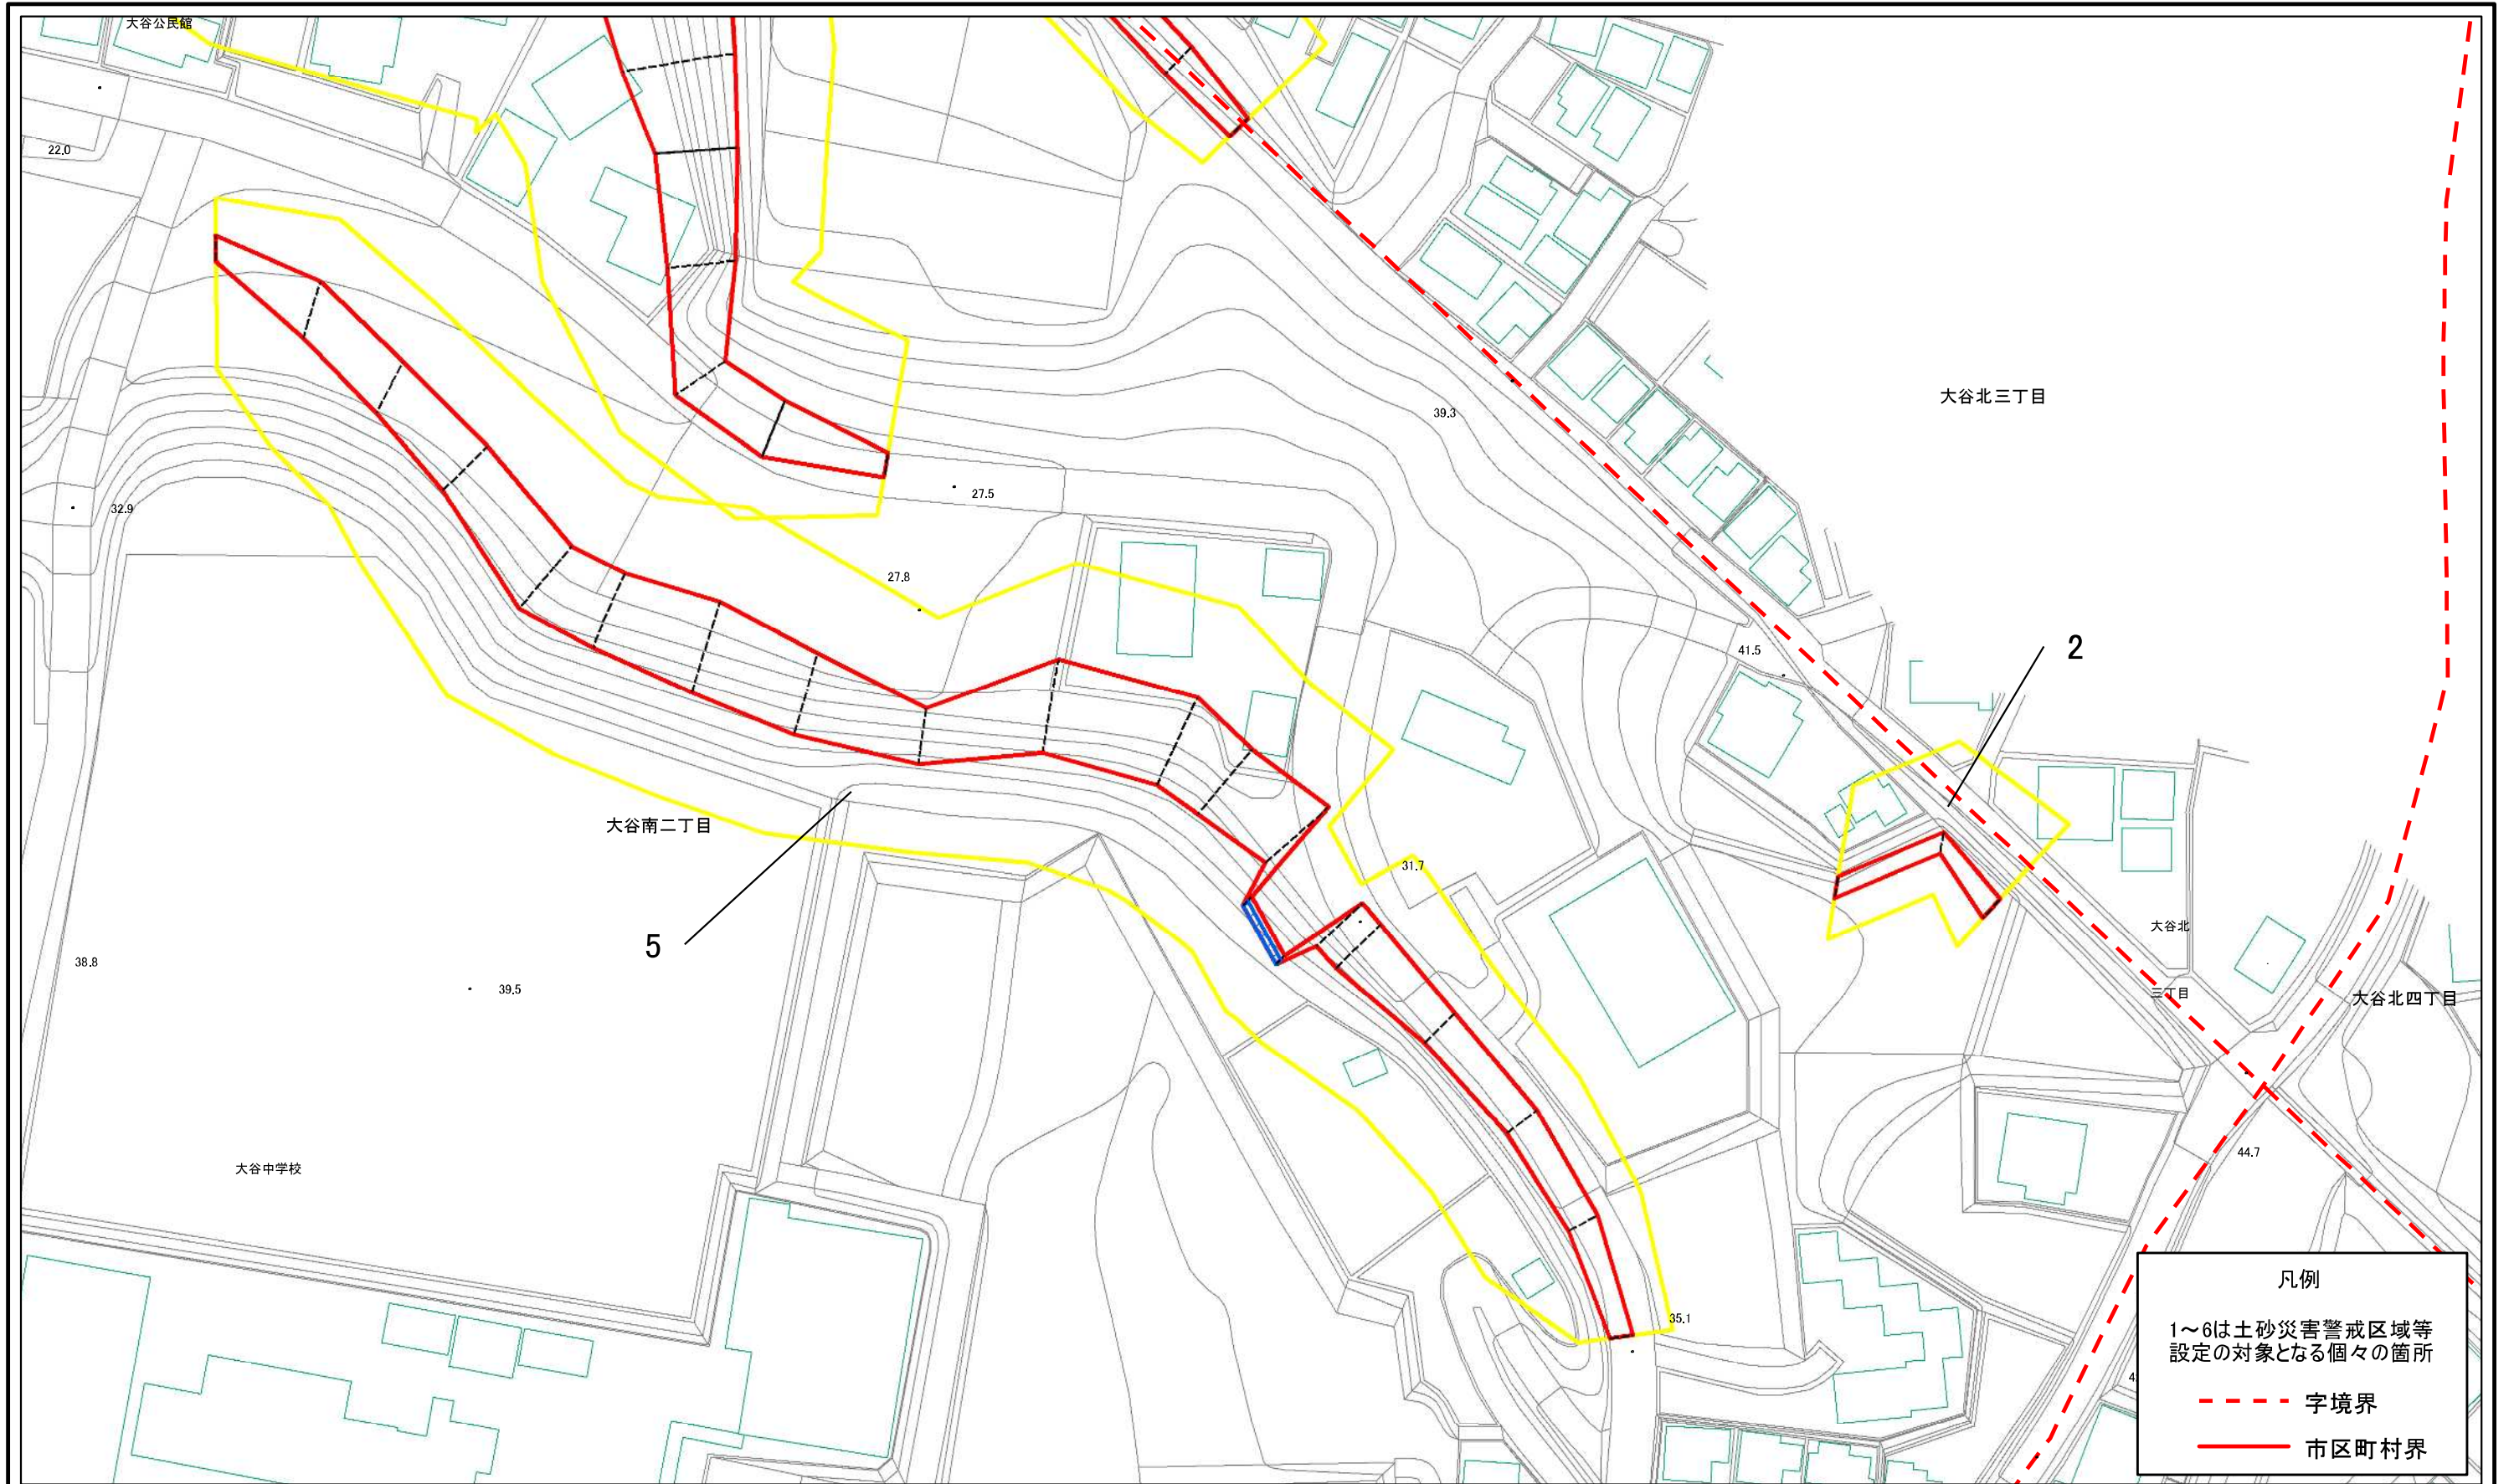 大谷公民館
22.0
大谷北三丁目
39.3
27.5
32.9
27.8
2
41.5
大谷南二丁目
31.7
大谷北
5
38.8
39.5
三丁目
大谷北四丁目
44.7
大谷中学校
凡例
35.1
1～6は土砂災害警戒区域等
設定の対象となる個々の箇所
字境界
市区町村界